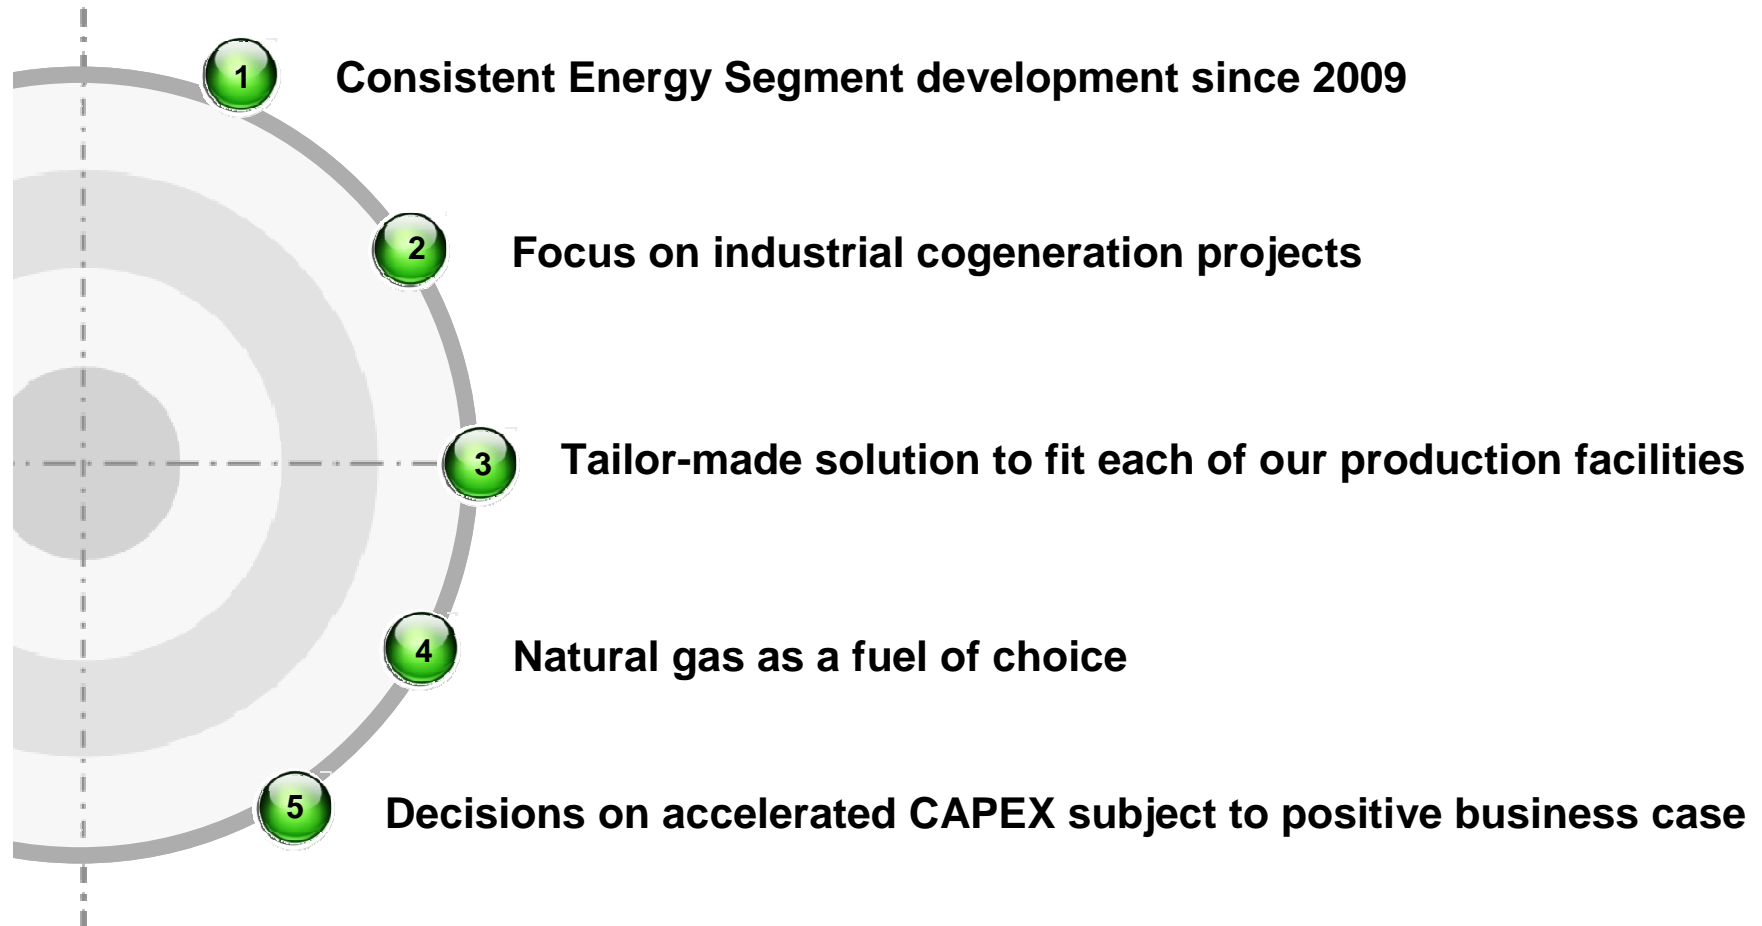 1 Consistent Energy Segment development since 2009
2 Focus on industrial cogeneration projects
3 Tailor-made solution to fit each of our production facilities
4 Natural gas as a fuel of choice
5 Decisions on accelerated CAPEX subject to positive business case